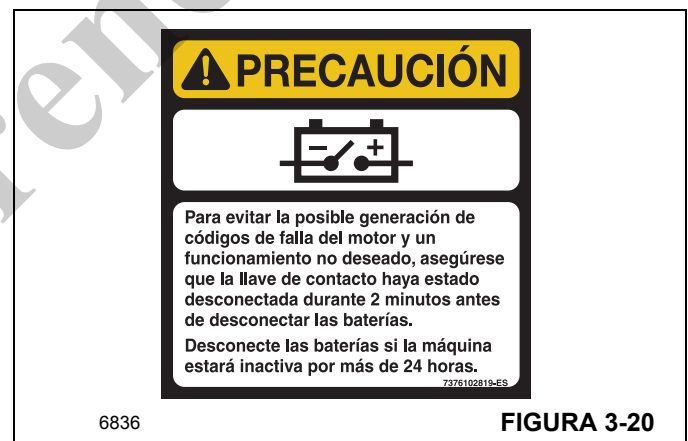 PRECAUCIÓN
- +
Para evitar la posible generación de
códigos de falla del motor y un
funcionamiento no deseado, asegúrese
que la llave de contacto haya estado
desconectada durante 2 minutos antes
de desconectar las baterías.
Desconecte las baterías si la máquina
estará inactiva por más de 24 horas.
7376102819-ES
6836
FIGURA 3-20